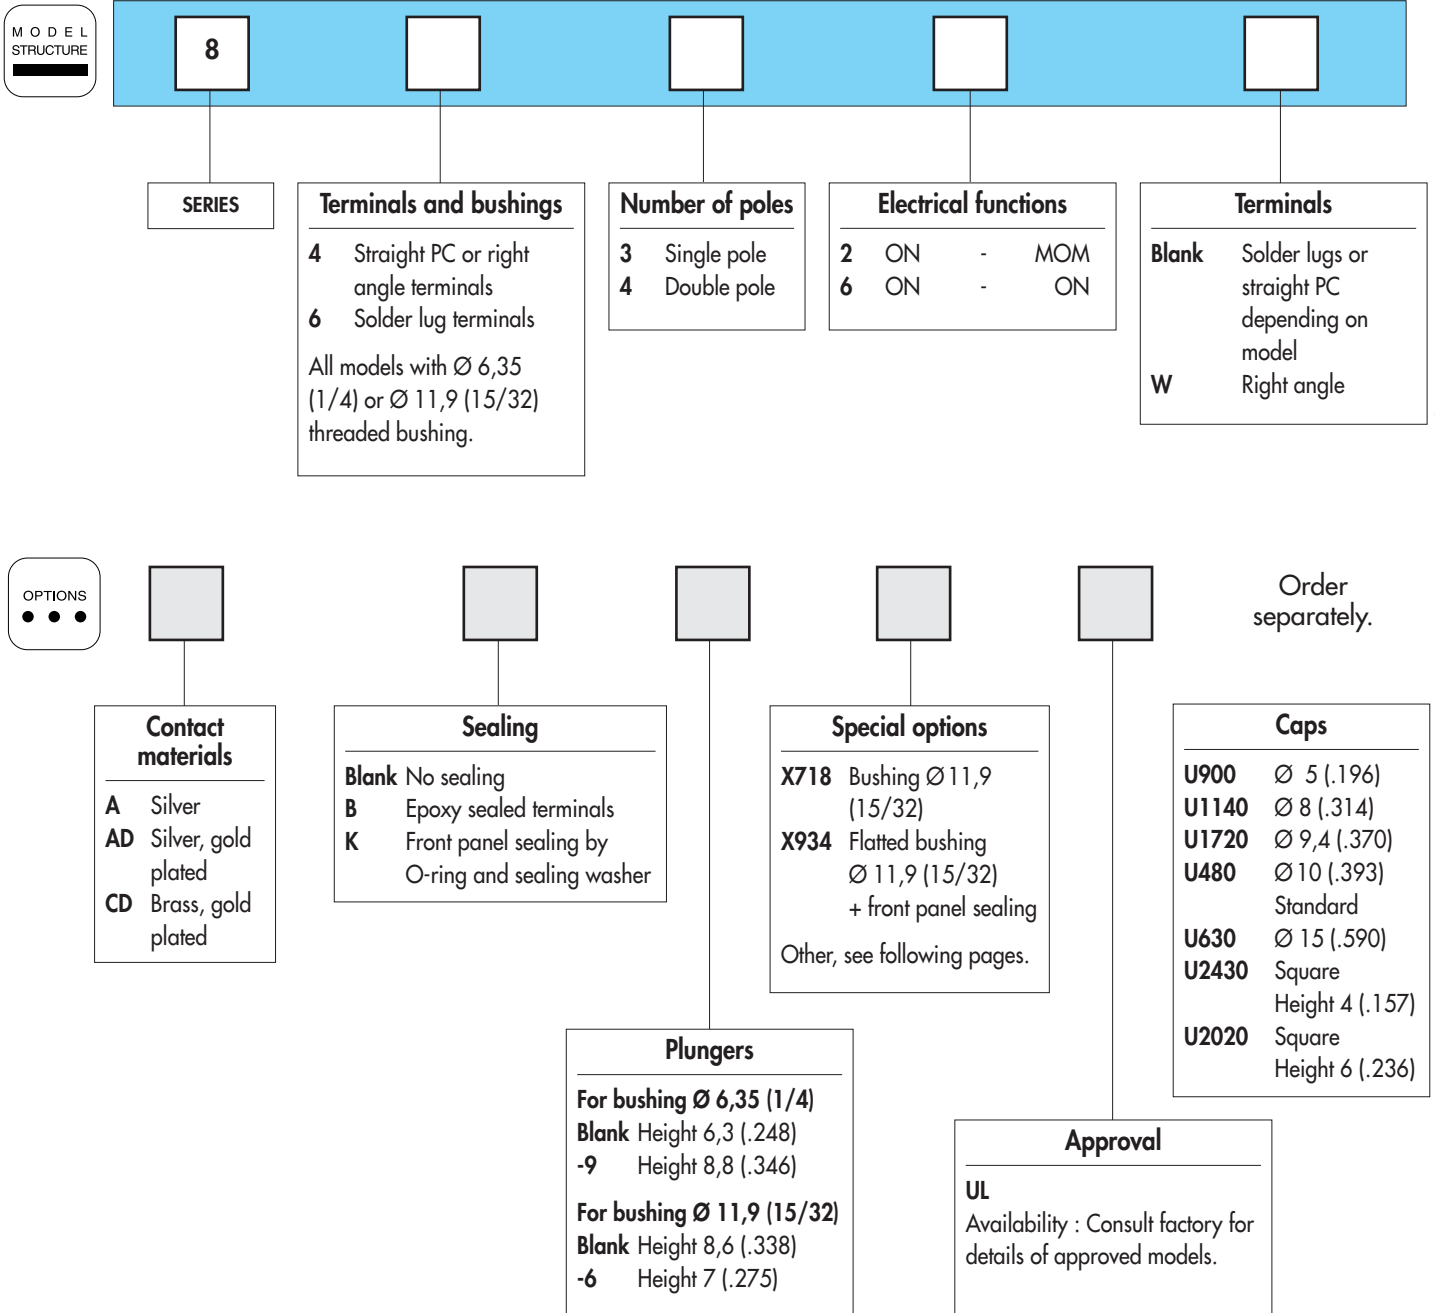 MODEL
STRUCTURE
8
SERIES
Terminals and bushings
4 Straight PC or right
angle terminals
6 Solder lug terminals
All models with Ø 6,35
(1/4) or Ø 11,9 (15/32)
threaded bushing.
Number of poles
3 Single pole
4 Double pole
Electrical functions
2 ON - MOM
6 ON - ON
Terminals
Blank Solder lugs or
straight PC
depending on
model
W Right angle
OPTIONS
Order
separately.
Contact
materials
A Silver
AD Silver, gold
plated
CD Brass, gold
plated
Sealing
Blank No sealing
B Epoxy sealed terminals
K Front panel sealing by
O-ring and sealing washer
Plungers
For bushing Ø 6,35 (1/4)
Blank Height 6,3 (.248)
-9 Height 8,8 (.346)
For bushing Ø 11,9 (15/32)
Blank Height 8,6 (.338)
-6 Height 7 (.275)
Special options
X718 Bushing Ø 11,9
(15/32)
X934 Flatted bushing
Ø 11,9 (15/32)
+ front panel sealing
Other, see following pages.
Approval
UL
Availability : Consult factory for
details of approved models.
Caps
U900 Ø 5 (.196)
U1140 Ø 8 (.314)
U1720 Ø 9,4 (.370)
U480 Ø 10 (.393)
Standard
U630 Ø 15 (.590)
U2430 Square
Height 4 (.157)
U2020 Square
Height 6 (.236)